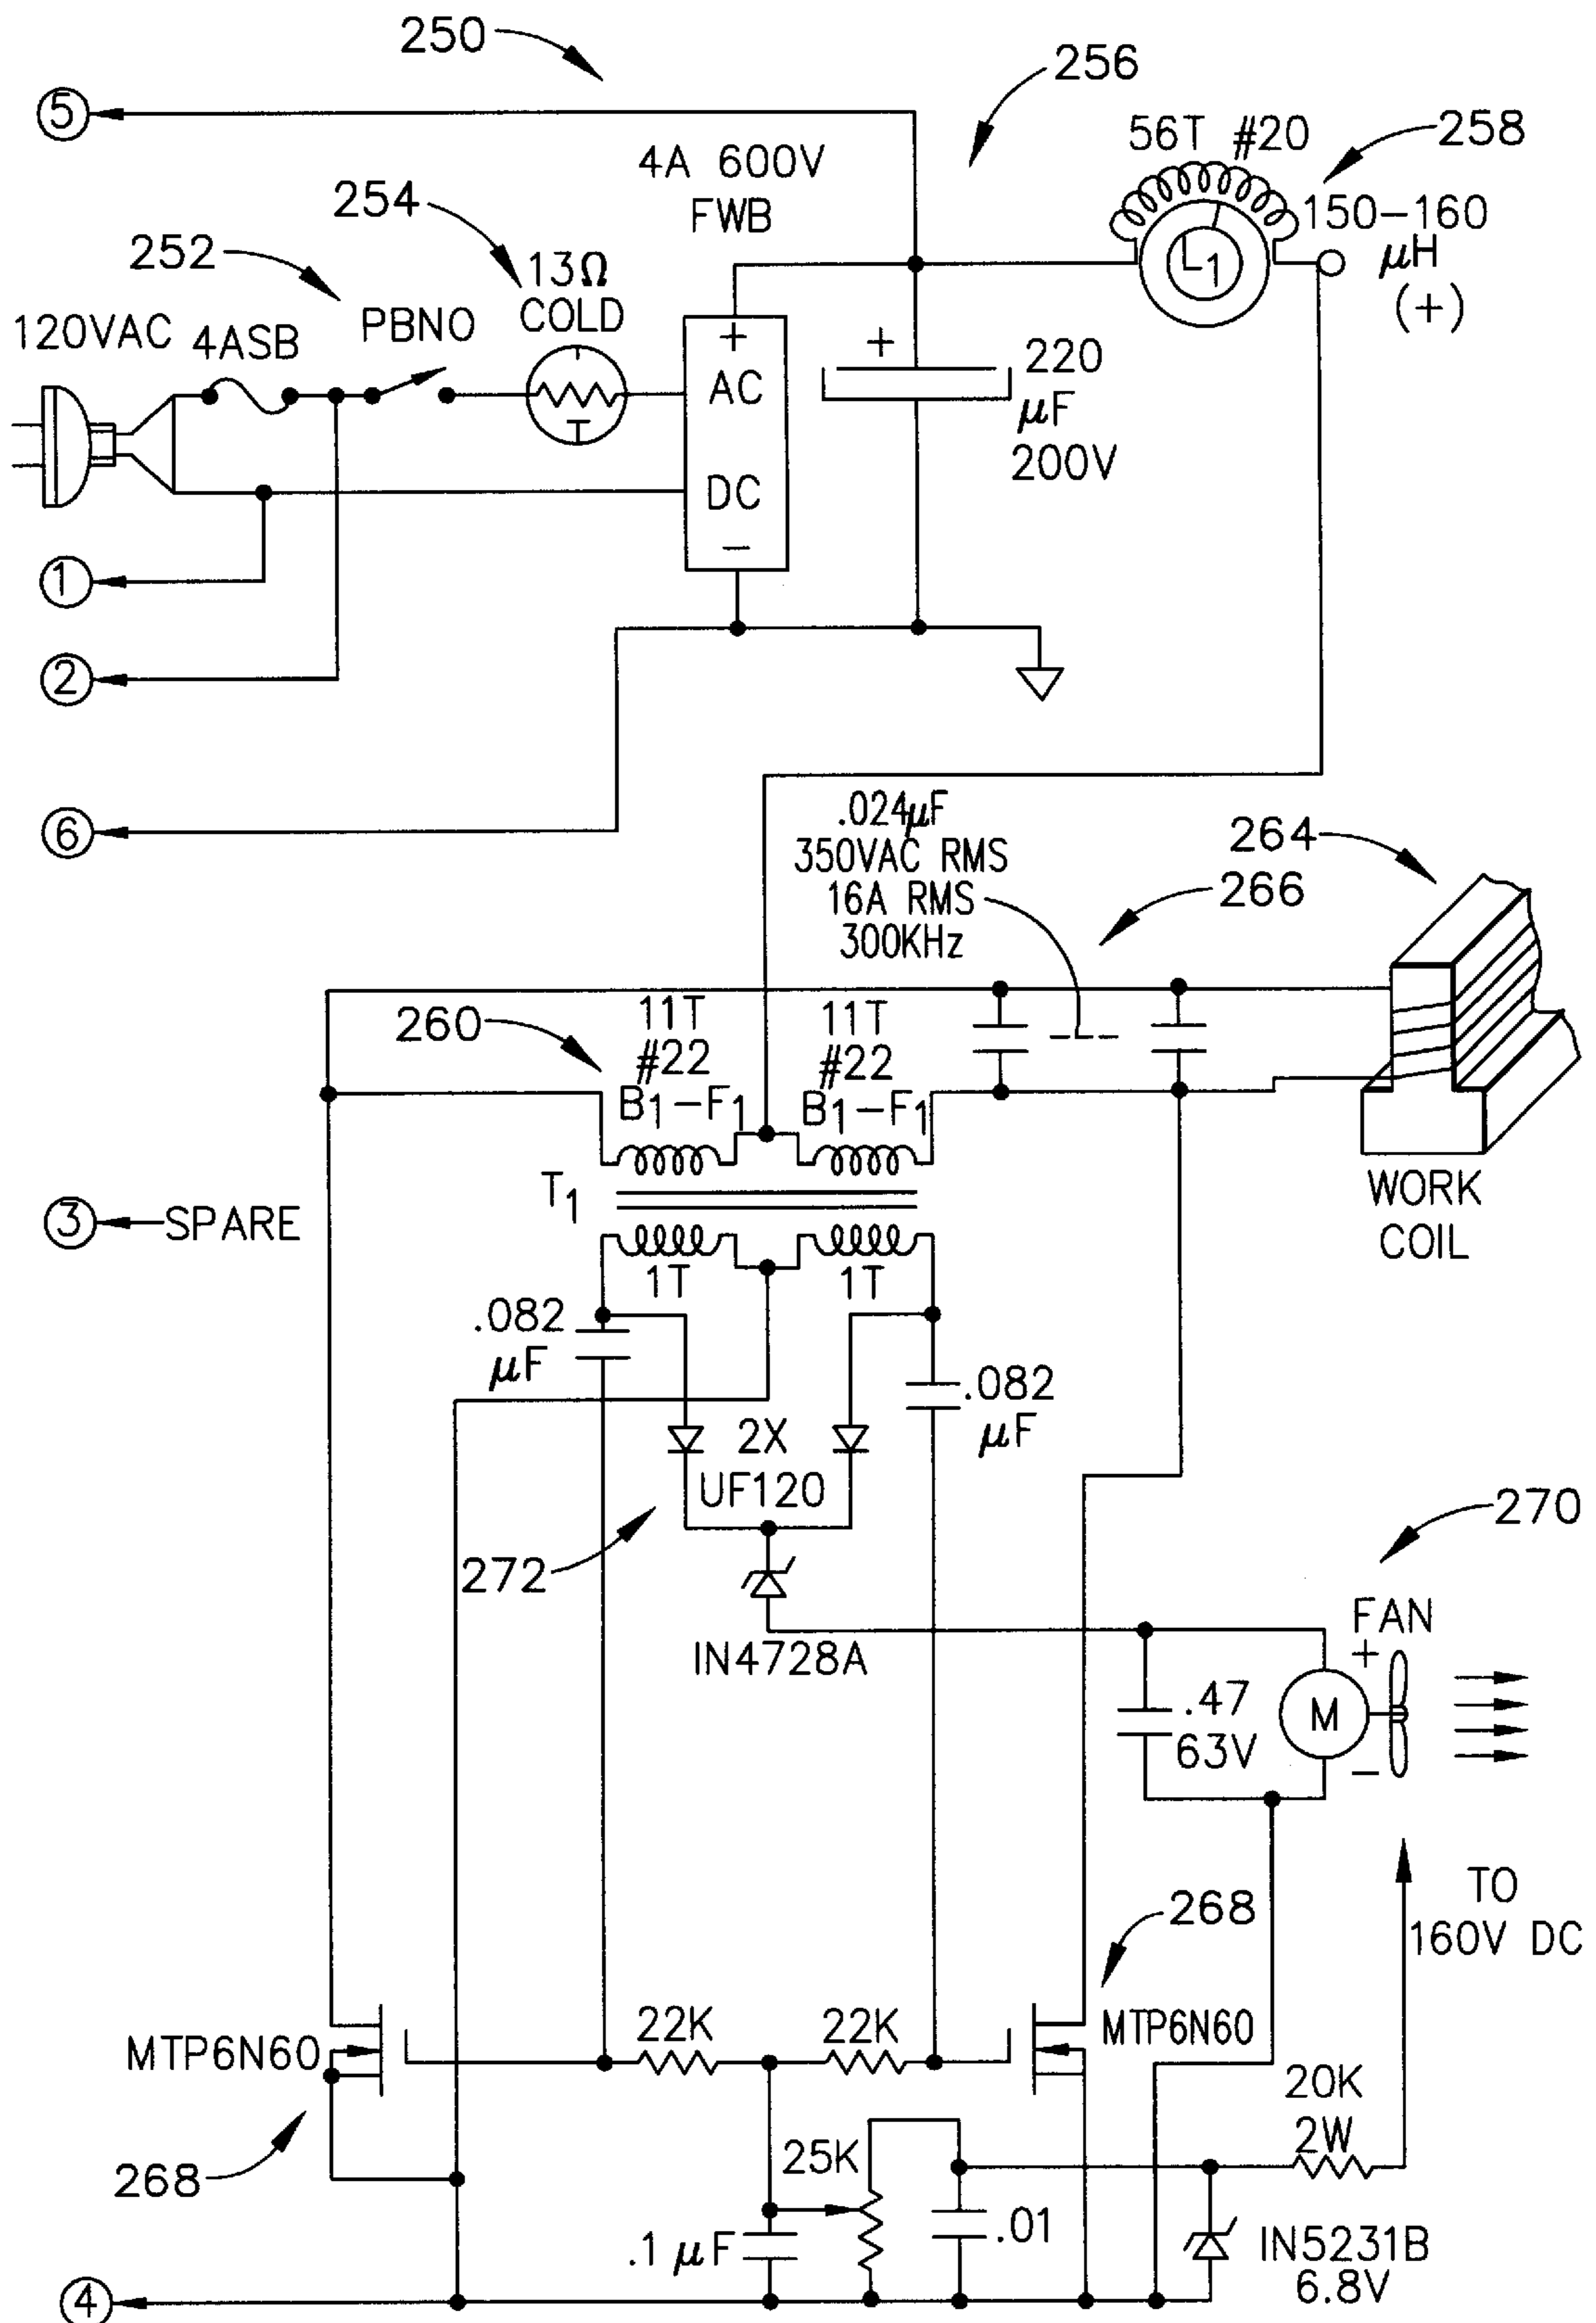 250
256
5
56T #20
258
4A 600V
FWB
254
150-160
μH
(+)
252
13Ω
COLD
L1
120VAC
4ASB
PBNO
T
+
AC
DC
−
+
220
μF
200V
1
2
6
.024μF
350VAC RMS
16A RMS
300KHz
264
266
260
11T
#22
B1-F1
11T
#22
B1-F1
T1
3
SPARE
1T
1T
WORK
COIL
.082
μF
.082
μF
2X
UF120
272
270
IN4728A
FAN
+
M
−
.47
63V
TO
160V DC
268
MTP6N60
22K
22K
MTP6N60
20K
2W
268
25K
.1 μF
.01
IN5231B
6.8V
4